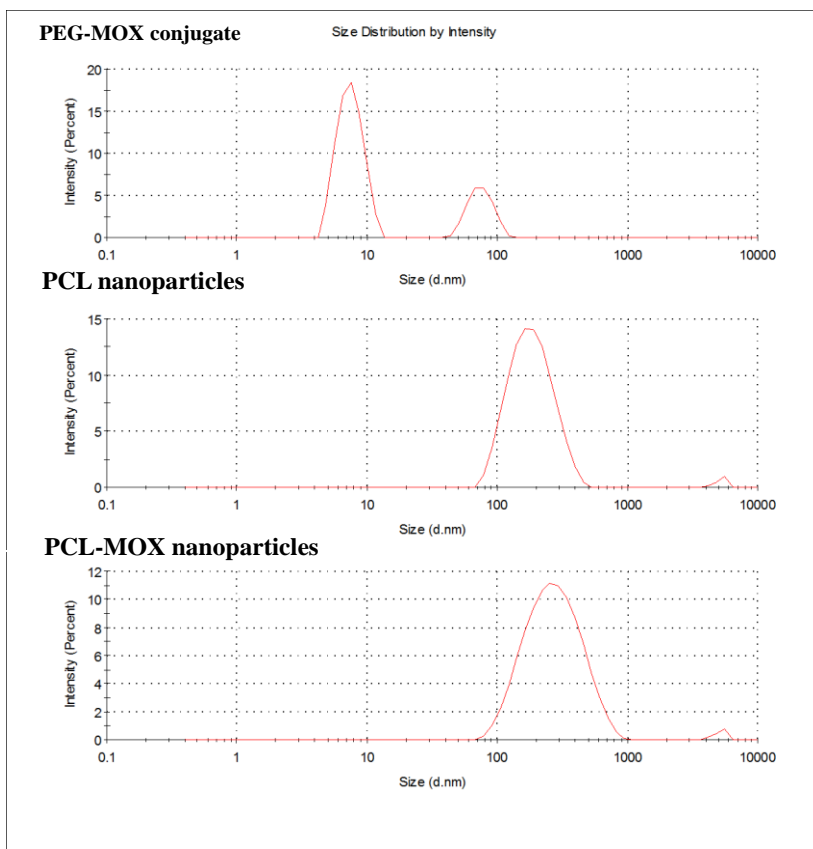 PEG-MOX conjugate
Size Distribution by Intensity
Intensity (Percent)
20
15
10
5
0
0.1 1 10 100 1000 10000
Size (d.nm)
PCL nanoparticles
Intensity (Percent)
15
10
5
0
0.1 1 10 100 1000 10000
Size (d.nm)
PCL-MOX nanoparticles
Intensity (Percent)
12
10
8
6
4
2
0
0.1 1 10 100 1000 10000
Size (d.nm)